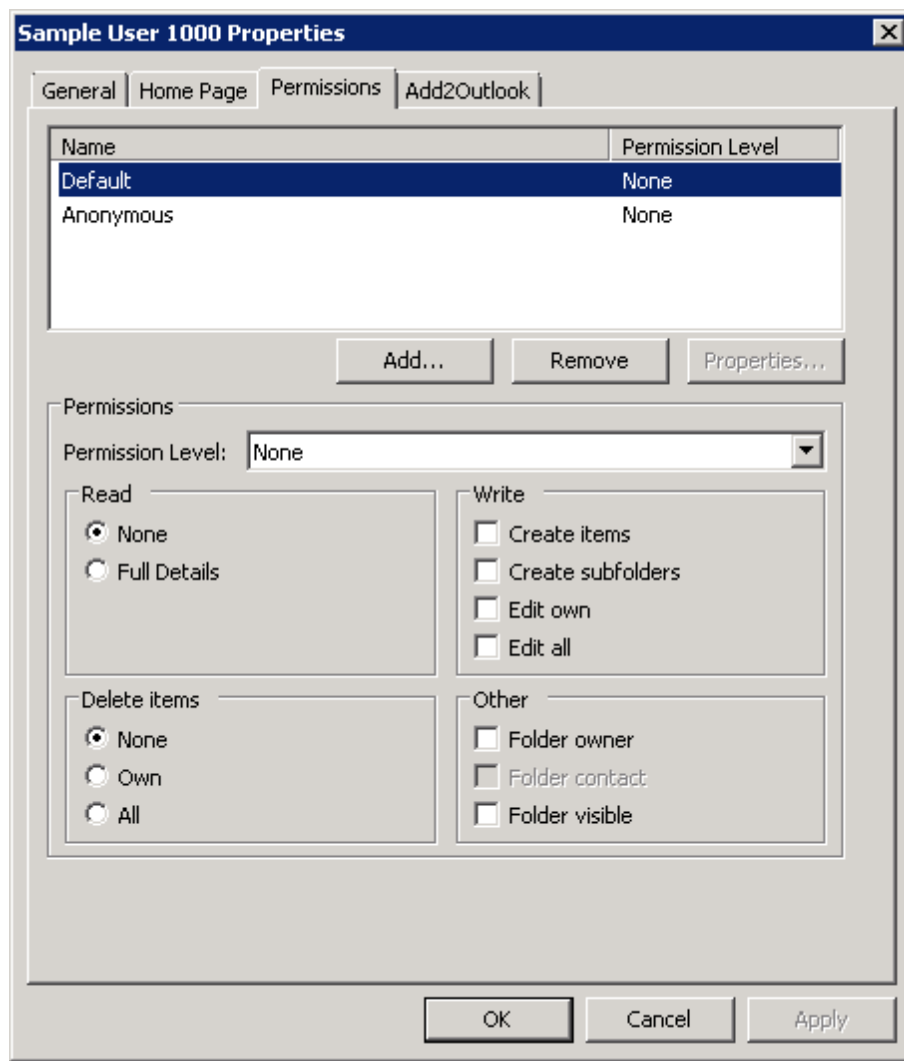 Sample User 1000 Properties
General Home Page Permissions Add2Outlook
Name Permission Level
Default None
Anonymous None
Add... Remove Properties...
Permissions
Permission Level: None
Read
None
Full Details
Write
Create items
Create subfolders
Edit own
Edit all
Delete items
None
Own
All
Other
Folder owner
Folder contact
Folder visible
OK Cancel Apply